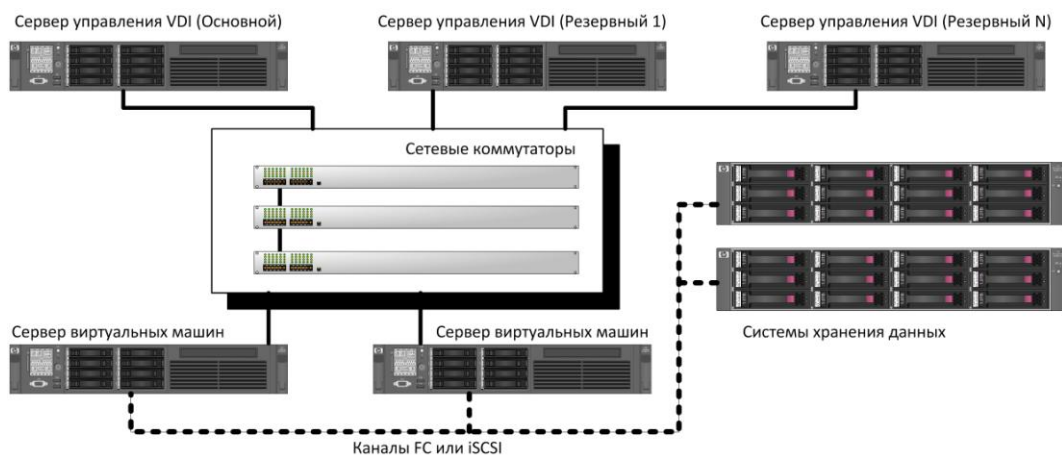 Сервер управления VDI (Основной)
Сервер управления VDI (Резервный 1)
Сервер управления VDI (Резервный N)
Сетевые коммутаторы
Сервер виртуальных машин
Сервер виртуальных машин
Системы хранения данных
Каналы FC или iSCSI